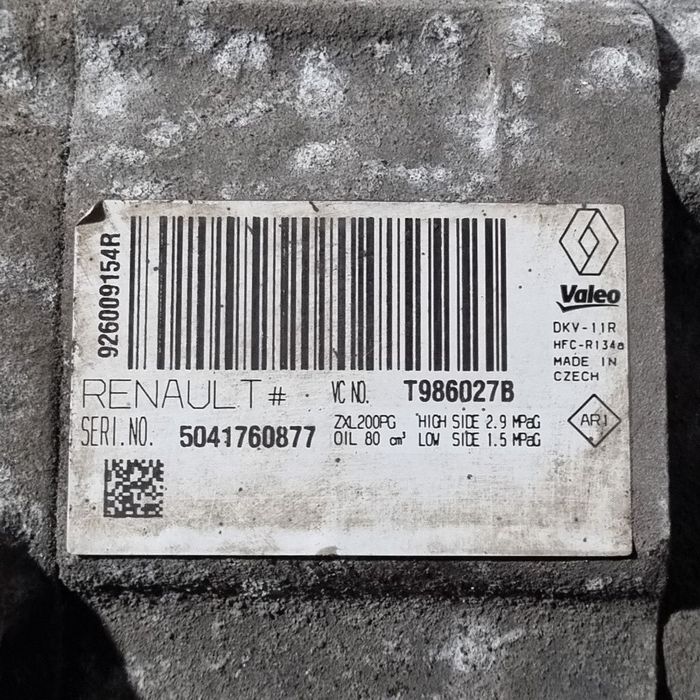 926009154R
Valeo
DKV-11R
HFC-R134a
MADE IN
CZECH
RENAULT # VC NO. T986027B
SERI.NO. 5041760877
ZXL200PG HIGH SIDE 2.9 MPaG
OIL 80 cm³ LOW SIDE 1.5 MPaG
AR1